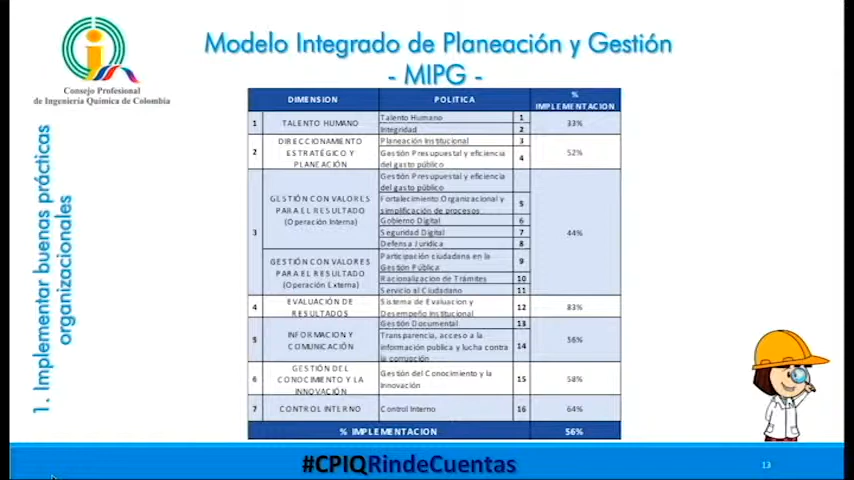 Modelo Integrado de Planeación y Gestión
- MIPG -
Consejo Profesional
de Ingeniería Química de Colombia
1. Implementar buenas prácticas
organizacionales
DIMENSION POLITICA % IMPLEMENTACION
1 TALENTO HUMANO Talento Humano 1 33%
Integridad 2
2 DIRECCIONAMIENTO ESTRATÉGICO Y PLANEACIÓN Planeación Institucional 3 52%
Gestión Presupuestal y eficiencia del gasto público 4
3 GESTIÓN CON VALORES PARA EL RESULTADO (Operación Interna) Gestión Presupuestal y eficiencia del gasto público 44%
Fortalecimiento Organizacional y simplificación de procesos 5
Gobierno Digital 6
Seguridad Digital 7
Defensa Jurídica 8
GESTIÓN CON VALORES PARA EL RESULTADO (Operación Externa) Participación ciudadana en la Gestión Pública 9
Racionalización de Trámites 10
Servicio al Ciudadano 11
4 EVALUACIÓN DE RESULTADOS Sistema de Evaluacion y Desempeño Institucional 12 83%
5 INFORMACION Y COMUNICACIÓN Gestión Documental 13 56%
Transparencia, acceso a la información publica y lucha contra la corrupción 14
6 GESTIÓN DEL CONOCIMIENTO Y LA INNOVACIÓN Gestión del Conocimiento y la Innovación 15 58%
7 CONTROL INTERNO Control Interno 16 64%
% IMPLEMENTACION 56%
#CPIQRindeCuentas
13